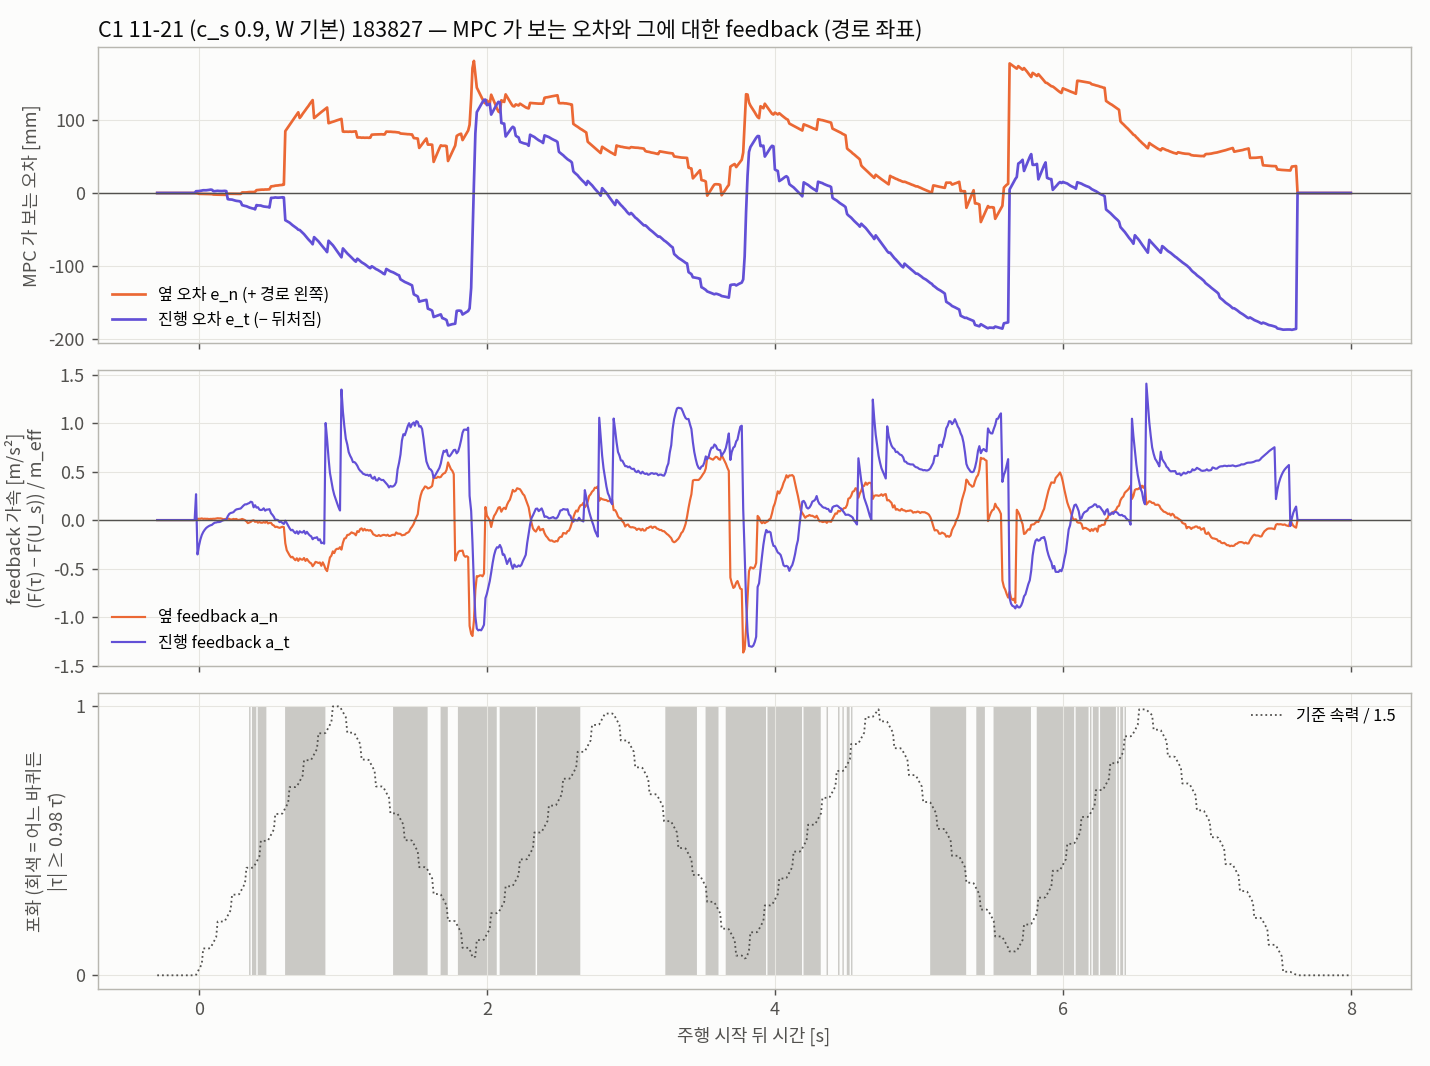 C1 11-21 (c_s 0.9, W 기본) 183827 — MPC 가 보는 오차와 그에 대한 feedback (경로 좌표)
MPC 가 보는 오차 [mm]
100
0
-100
-200
옆 오차 e_n (+ 경로 왼쪽)
진행 오차 e_t (− 뒤처짐)
feedback 가속 [m/s²]
(F(τ) − F(U_s)) / m_eff
1.5
1.0
0.5
0.0
-0.5
-1.0
-1.5
옆 feedback a_n
진행 feedback a_t
포화 (회색 = 어느 바퀴든
|τ| ≥ 0.98 τ̄)
1
0
기준 속력 / 1.5
0
2
4
6
8
주행 시작 뒤 시간 [s]